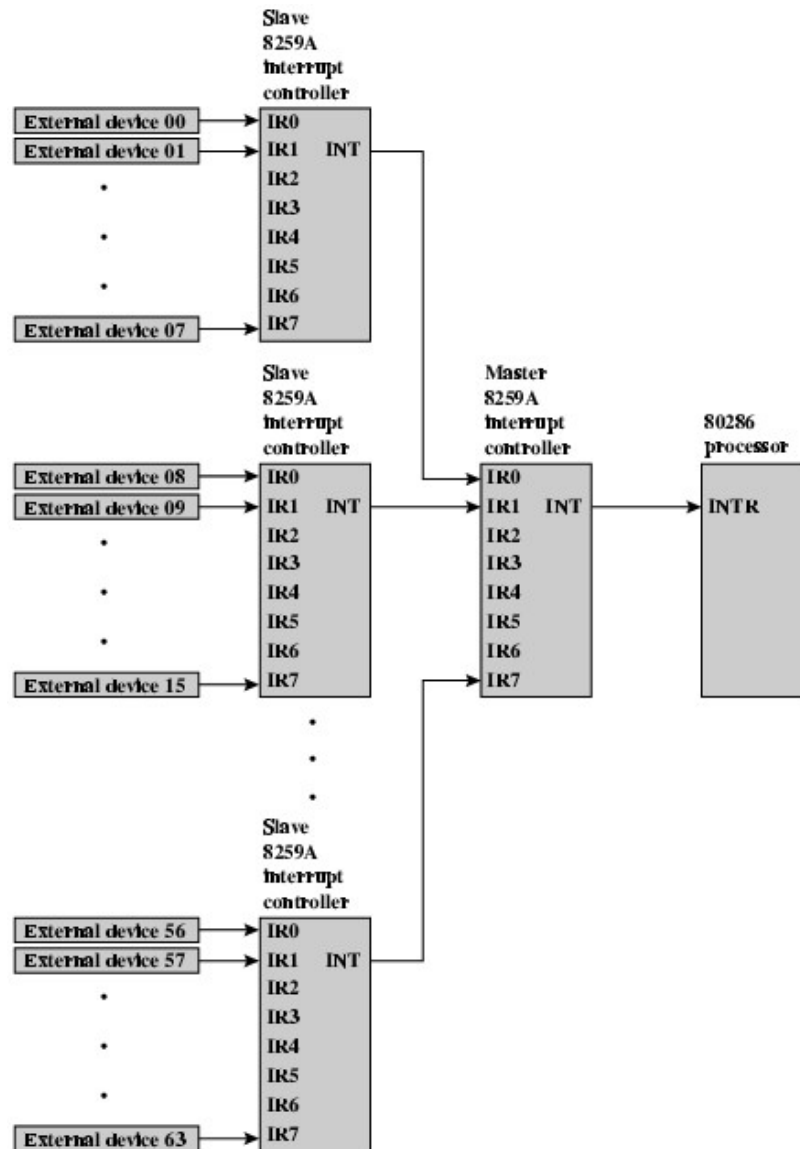 Slave
8259A
interrupt
controller
External device 00
IR0
External device 01
IR1 INT
IR2
IR3
IR4
IR5
IR6
External device 07
IR7
Slave
8259A
interrupt
controller
Master
8259A
interrupt
controller
80286
processor
External device 08
IR0
IR0
External device 09
IR1 INT
IR1 INT
INTR
IR2
IR2
IR3
IR3
IR4
IR4
IR5
IR5
IR6
IR6
External device 15
IR7
IR7
Slave
8259A
interrupt
controller
External device 56
IR0
External device 57
IR1 INT
IR2
IR3
IR4
IR5
IR6
External device 63
IR7